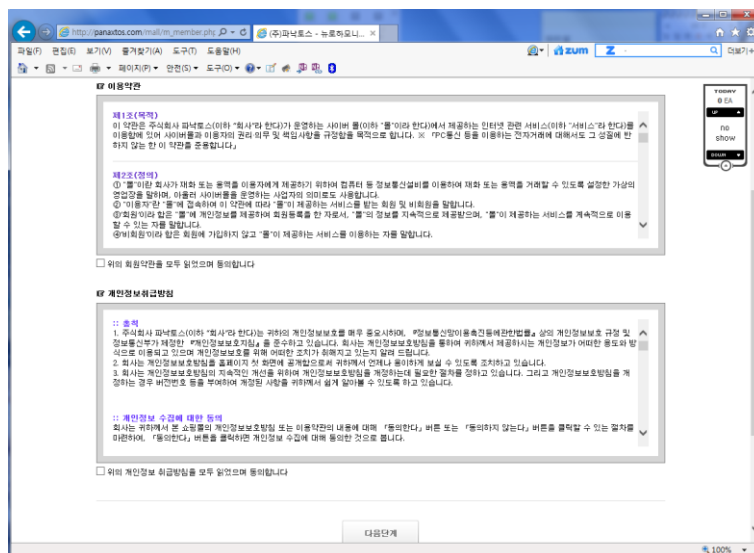 http://panaxtos.com/mall/m_member.php
(주)파낙토스 - 뉴로하모니...
파일(F) 편집(E) 보기(V) 즐겨찾기(A) 도구(T) 도움말(H)
zum
Z
더보기
페이지(P) 안전(S) 도구(O)
이용약관
제1조(목적)
이 약관은 주식회사 파낙토스(이하 "회사"라 한다)가 운영하는 사이버 몰(이하 "몰"이라 한다)에서 제공하는 인터넷 관련 서비스(이하 "서비스"라 한다)를
이용함에 있어 사이버몰과 이용자의 권리·의무 및 책임사항을 규정함을 목적으로 합니다. ※ 「PC통신 등을 이용하는 전자거래에 대해서도 그 성질에 반
하지 않는 한 이 약관을 준용합니다」
제2조(정의)
① "몰"이란 회사가 재화 또는 용역을 이용자에게 제공하기 위하여 컴퓨터 등 정보통신설비를 이용하여 재화 또는 용역을 거래할 수 있도록 설정한 가상의
영업장을 말하며, 아울러 사이버몰을 운영하는 사업자의 의미로도 사용합니다.
② "이용자"란 "몰"에 접속하여 이 약관에 따라 "몰"이 제공하는 서비스를 받는 회원 및 비회원을 말합니다.
③ '회원'이라 함은 "몰"에 개인정보를 제공하여 회원등록을 한 자로서, "몰"의 정보를 지속적으로 제공받으며, "몰"이 제공하는 서비스를 계속적으로 이용
할 수 있는 자를 말합니다.
④ '비회원'이라 함은 회원에 가입하지 않고 "몰"이 제공하는 서비스를 이용하는 자를 말합니다.
위의 회원약관을 모두 읽었으며 동의합니다
개인정보취급방침
:: 총칙
1. 주식회사 파낙토스(이하 "회사"라 한다)는 귀하의 개인정보보호를 매우 중요시하며, 『정보통신망이용촉진등에관한법률』 상의 개인정보보호 규정 및
정보통신부가 제정한 『개인정보보호지침』을 준수하고 있습니다. 회사는 개인정보보호방침을 통하여 귀하께서 제공하시는 개인정보가 어떠한 용도와 방
식으로 이용되고 있으며 개인정보보호를 위해 어떠한 조치가 취해지고 있는지 알려 드립니다.
2. 회사는 개인정보보호방침을 홈페이지 첫 화면에 공개함으로써 귀하께서 언제나 용이하게 보실 수 있도록 조치하고 있습니다.
3. 회사는 개인정보보호방침의 지속적인 개선을 위하여 개인정보보호방침을 개정하는데 필요한 절차를 정하고 있습니다. 그리고 개인정보보호방침을 개
정하는 경우 버전번호 등을 부여하여 개정된 사항을 귀하께서 쉽게 알아볼 수 있도록 하고 있습니다.
:: 개인정보 수집에 대한 동의
회사는 귀하께서 본 쇼핑몰의 개인정보보호방침 또는 이용약관의 내용에 대해 「동의한다」 버튼 또는 「동의하지 않는다」 버튼을 클릭할 수 있는 절차를
마련하여, 「동의한다」 버튼을 클릭하면 개인정보 수집에 대해 동의한 것으로 봅니다.
위의 개인정보 취급방침을 모두 읽었으며 동의합니다
다음단계
TODAY
0 EA
UP
no
show
DOWN
100%